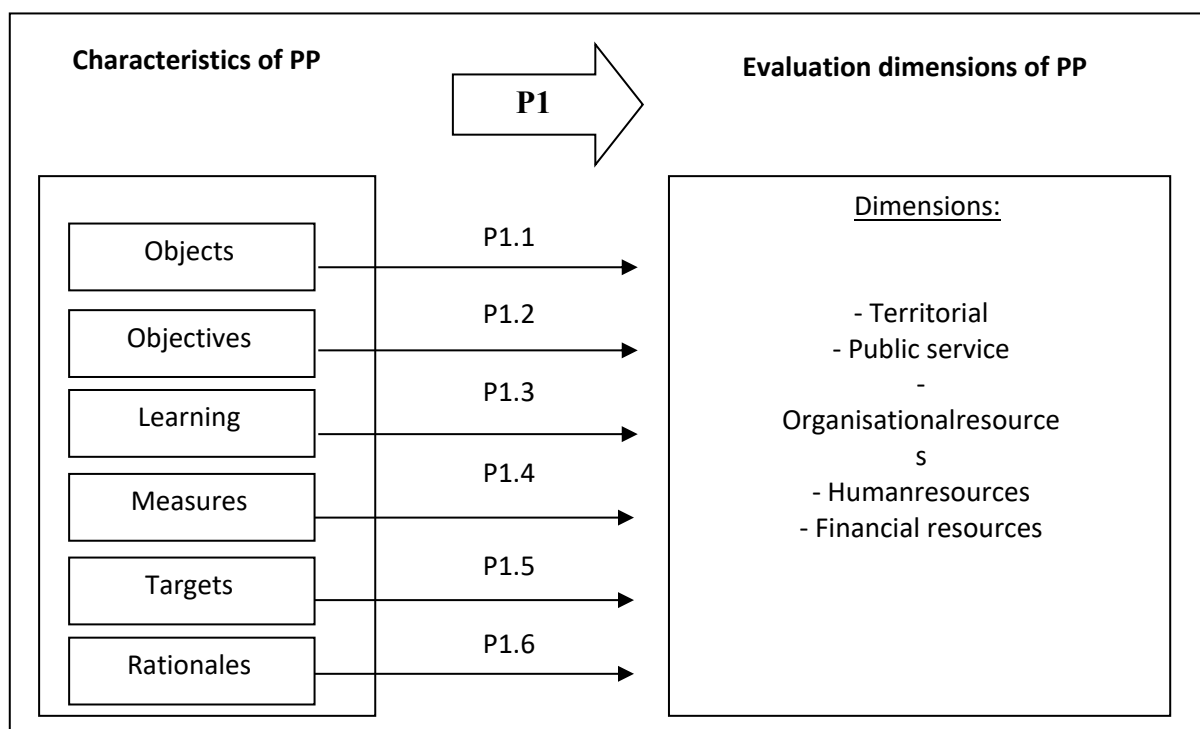 Characteristics of PP
P1
Evaluation dimensions of PP
Objects
Objectives
Learning
Measures
Targets
Rationales
P1.1
P1.2
P1.3
P1.4
P1.5
P1.6
Dimensions:
- Territorial
- Public service
-
Organisationalresource
s
- Humanresources
- Financial resources